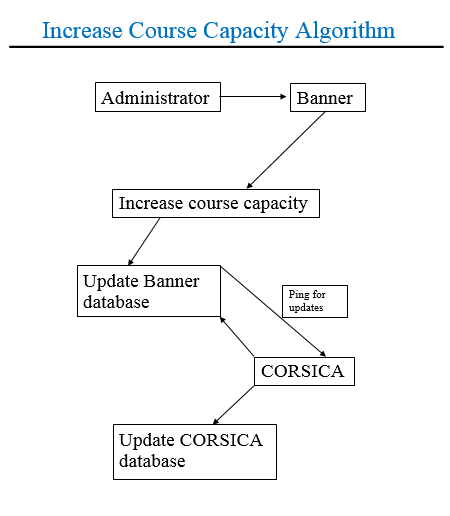 Increase Course Capacity Algorithm
Administrator
Banner
Increase course capacity
Update Banner
database
Ping for
updates
CORSICA
Update CORSICA
database